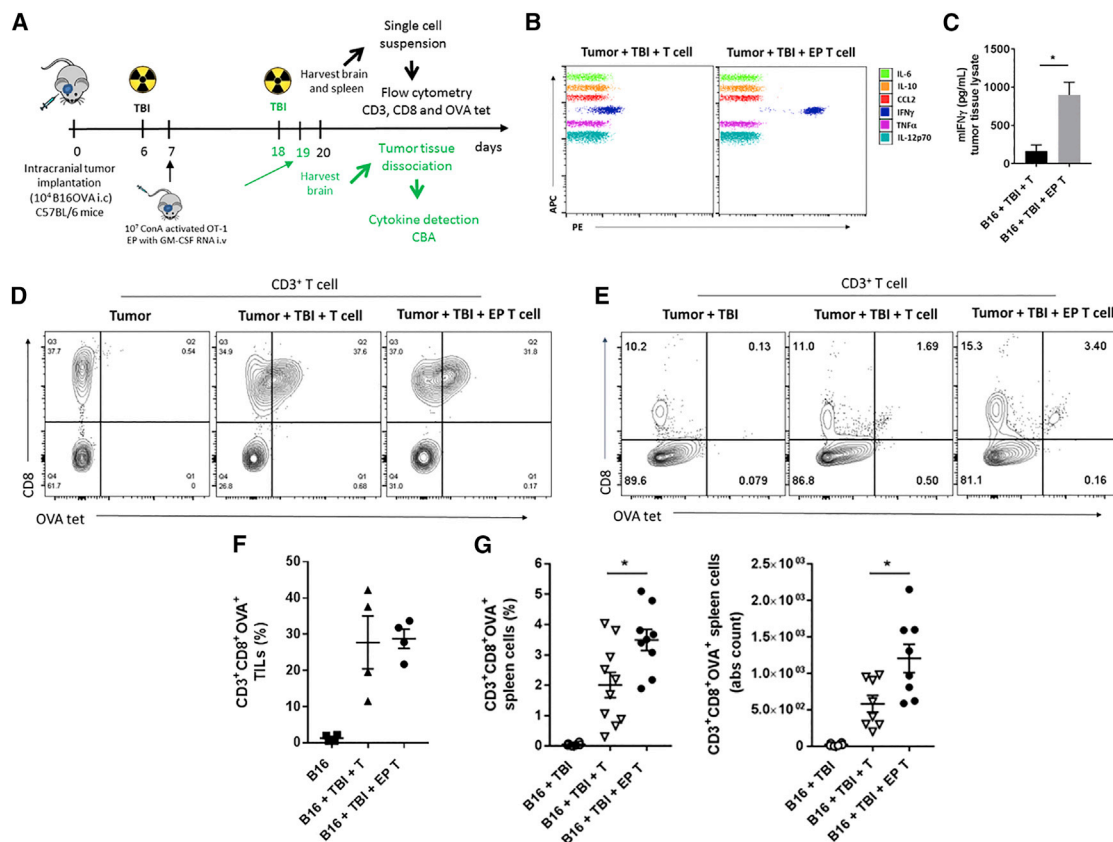 A
TBI
TBI
Harvest brain
and spleen
Single cell
suspension
Flow cytometry
CD3, CD8 and OVA tet
0
6
7
18
19
20
days
Intracranial tumor
implantation
(10⁴ B16OVA i.c)
C57BL/6 mice
10⁷ ConA activated OT-1
EP with GM-CSF RNA i.v
Harvest
brain
Tumor tissue
dissociation
Cytokine detection
CBA
B
Tumor + TBI + T cell
Tumor + TBI + EP T cell
APC
PE
IL-6
IL-10
CCL2
IFNγ
TNFα
IL-12p70
C
mIFNγ (pg/mL)
tumor tissue lysate
1500
1000
500
0
*
B16 + TBI + T
B16 + TBI + EP T
D
CD3⁺ T cell
Tumor
Tumor + TBI + T cell
Tumor + TBI + EP T cell
Q3
37.7
Q2
0.54
Q4
61.7
Q1
0
Q3
34.9
Q2
37.6
Q4
26.8
Q1
0.68
Q3
37.0
Q2
31.8
Q4
31.0
Q1
0.17
CD8
OVA tet
E
CD3⁺ T cell
Tumor + TBI
Tumor + TBI + T cell
Tumor + TBI + EP T cell
10.2
0.13
89.6
0.079
11.0
1.69
86.8
0.50
15.3
3.40
81.1
0.16
CD8
OVA tet
F
CD3⁺CD8⁺OVA⁺
TILs (%)
50
40
30
20
10
0
B16
B16 + TBI + T
B16 + TBI + EP T
G
CD3⁺CD8⁺OVA⁺
spleen cells (%)
6
5
4
3
2
1
0
*
B16 + TBI
B16 + TBI + T
B16 + TBI + EP T
CD3⁺CD8⁺OVA⁺ spleen cells
(abs count)
2.5×10⁰³
2.0×10⁰³
1.5×10⁰³
1.0×10⁰³
5.0×10⁰²
0
*
B16 + TBI
B16 + TBI + T
B16 + TBI + EP T